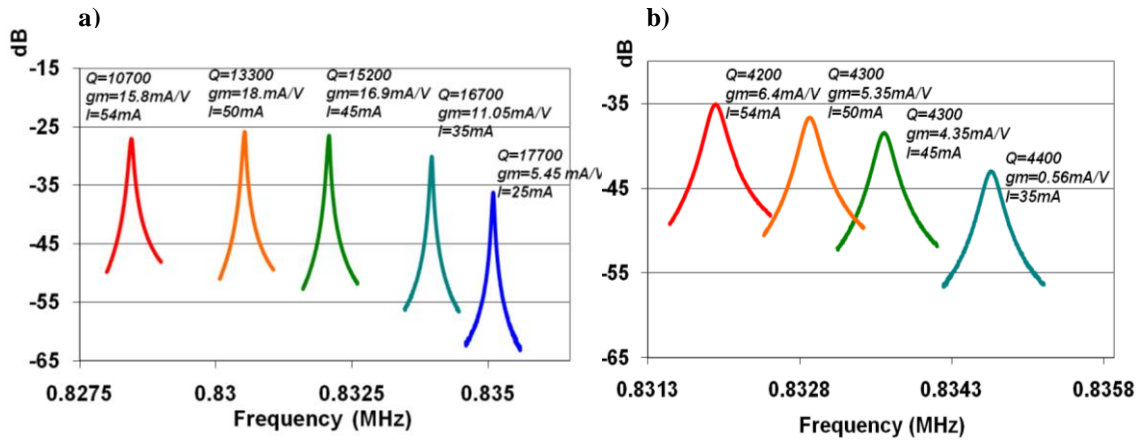 a)
dB
-15
-25
-35
-45
-55
-65
Q=10700
gm=15.8mA/V
I=54mA
Q=13300
gm=18.mA/V
I=50mA
Q=15200
gm=16.9mA/V
I=45mA
Q=16700
gm=11.05mA/V
I=35mA
Q=17700
gm=5.45 mA/V
I=25mA
0.8275
0.83
0.8325
0.835
Frequency (MHz)
b)
dB
-35
-45
-55
-65
Q=4200
gm=6.4mA/V
I=54mA
Q=4300
gm=5.35mA/V
I=50mA
Q=4300
gm=4.35mA/V
I=45mA
Q=4400
gm=0.56mA/V
I=35mA
0.8313
0.8328
0.8343
0.8358
Frequency (MHz)